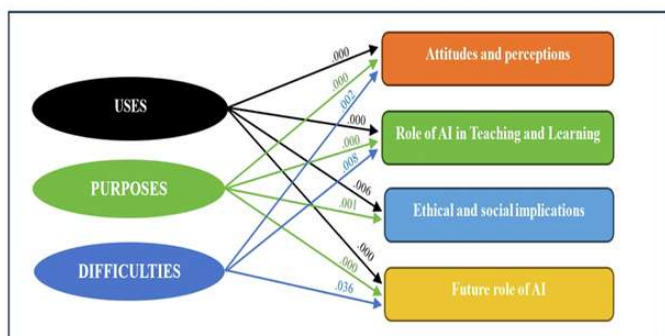 USES
PURPOSES
DIFFICULTIES
.000
.000
.002
.000
.000
.008
.006
.001
.000
.000
.036
Attitudes and perceptions
Role of AI in Teaching and Learning
Ethical and social implications
Future role of AI